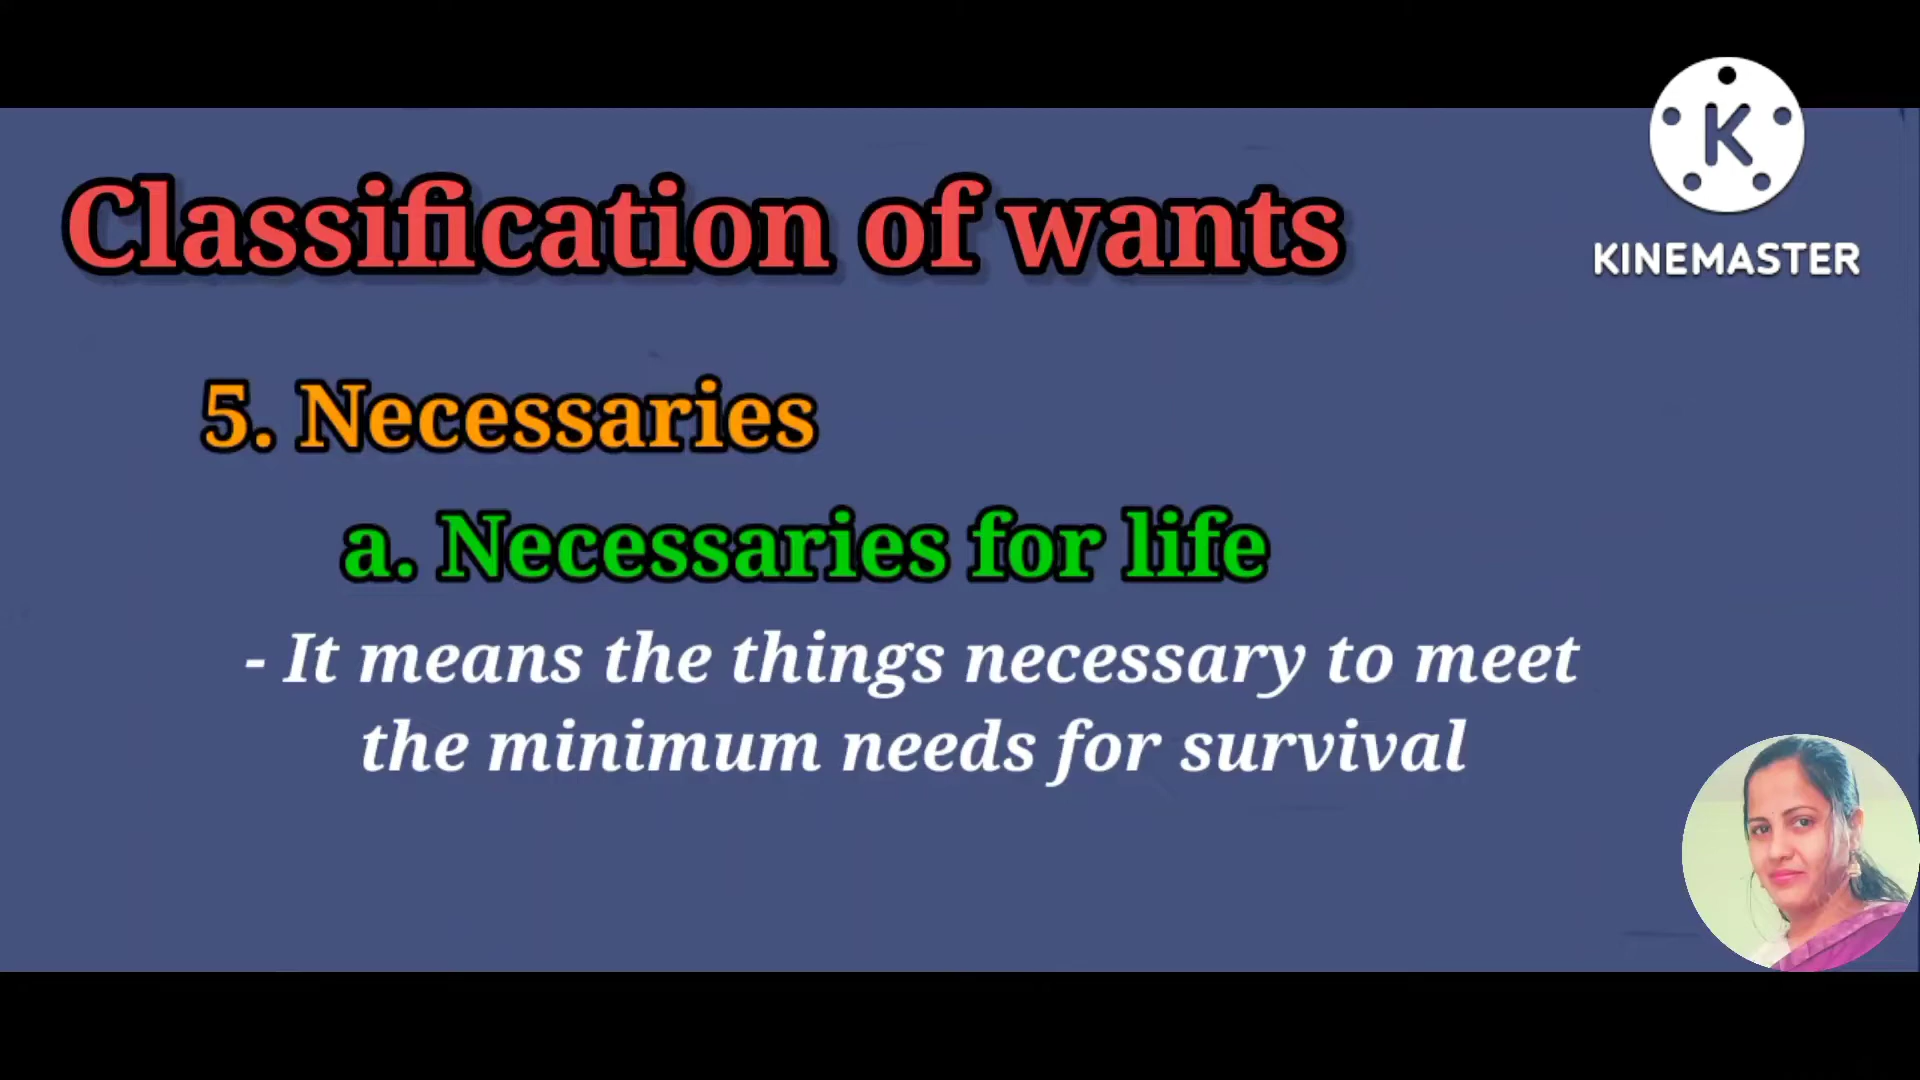 Classification of wants
K
KINEMASTER
5. Necessaries
a. Necessaries for life
- It means the things necessary to meet
the minimum needs for survival